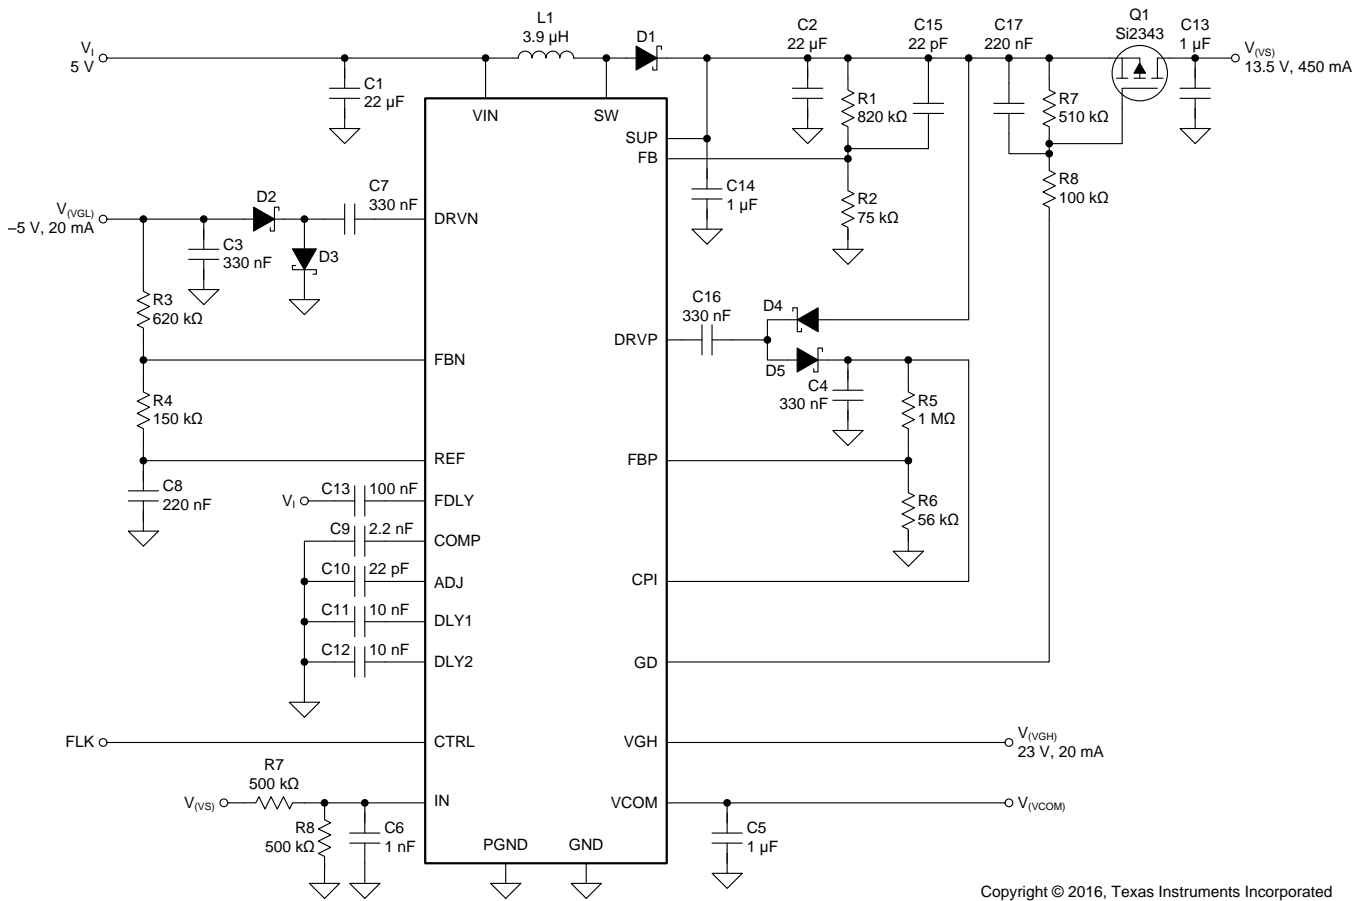 L1
3.9 µH
D1
C2
22 µF
C15
22 pF
C17
220 nF
Q1
Si2343
C13
1 µF
V(VS)
13.5 V, 450 mA
VI
5 V
C1
22 µF
VIN
SW
SUP
FB
R1
820 kΩ
R7
510 kΩ
C14
1 µF
R2
75 kΩ
R8
100 kΩ
V(VGL)
–5 V, 20 mA
D2
C7
330 nF
DRVN
C3
330 nF
D3
R3
620 kΩ
C16
330 nF
D4
DRVP
D5
FBN
C4
330 nF
R5
1 MΩ
R4
150 kΩ
REF
FBP
C8
220 nF
VI
C13
100 nF
FDLY
R6
56 kΩ
C9
2.2 nF
COMP
C10
22 pF
ADJ
CPI
C11
10 nF
DLY1
C12
10 nF
DLY2
GD
FLK
CTRL
VGH
V(VGH)
23 V, 20 mA
R7
500 kΩ
V(VS)
IN
VCOM
V(VCOM)
R8
500 kΩ
C6
1 nF
PGND
GND
C5
1 µF
Copyright © 2016, Texas Instruments Incorporated